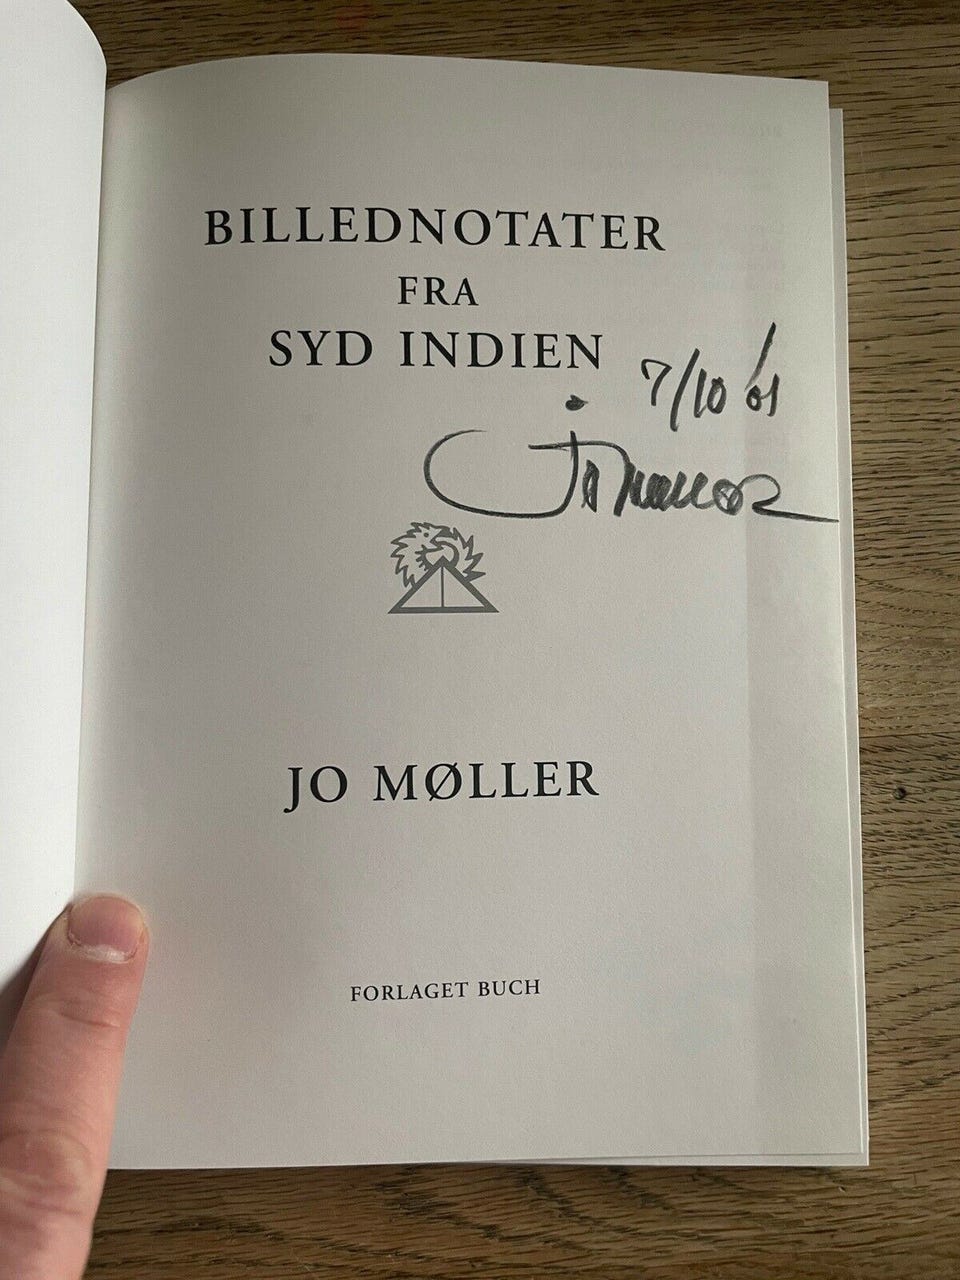 BILLEDNOTATER
FRA
SYD INDIEN
7/10 '01
JO MØLLER
FORLAGET BUCH